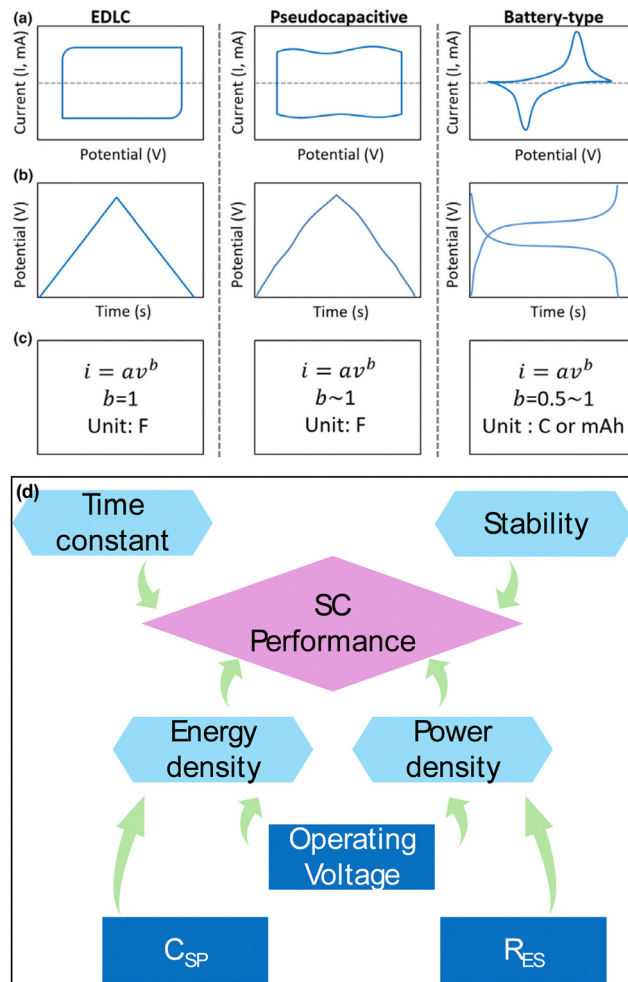 (a)
EDLC
Pseudocapacitive
Battery-type
Current (I, mA)
Potential (V)
Current (I, mA)
Potential (V)
Current (I, mA)
Potential (V)
(b)
Potential (V)
Time (s)
Potential (V)
Time (s)
Potential (V)
Time (s)
(c)
i = av^b
b=1
Unit: F
i = av^b
b~1
Unit: F
i = av^b
b=0.5~1
Unit : C or mAh
(d)
Time
constant
Stability
SC
Performance
Energy
density
Power
density
Operating
Voltage
C_SP
R_ES